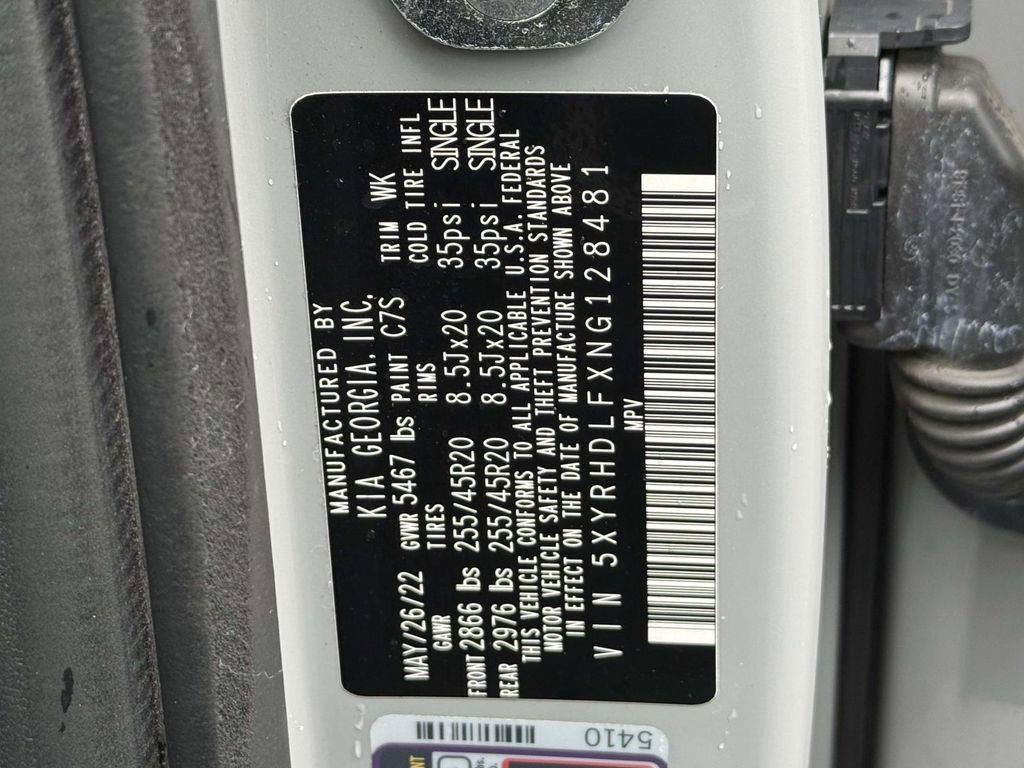 MANUFACTURED BY
KIA GEORGIA, INC.
MAY/26/22 GVWR 5467 lbs PAINT C7S TRIM WK
GAWR TIRES RIMS COLD TIRE INFL
FRONT 2866 lbs 255/45R20 8.5Jx20 35psi SINGLE
REAR 2976 lbs 255/45R20 8.5Jx20 35psi SINGLE
THIS VEHICLE CONFORMS TO ALL APPLICABLE U.S.A. FEDERAL
MOTOR VEHICLE SAFETY AND THEFT PREVENTION STANDARDS
IN EFFECT ON THE DATE OF MANUFACTURE SHOWN ABOVE
VIN 5XYRHDLFXNG128481
MPV
5410